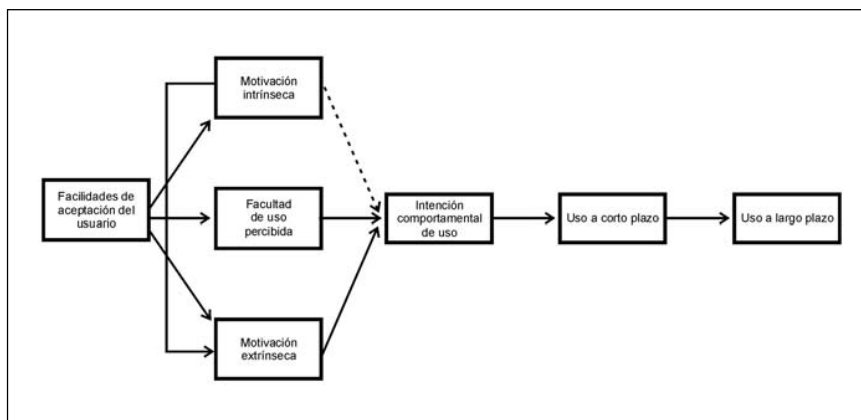 Motivación
intrínseca
Facilidades de
aceptación del
usuario
Facultad
de uso
percibida
Intención
comportamental
de uso
Uso a corto plazo
Uso a largo plazo
Motivación
extrínseca